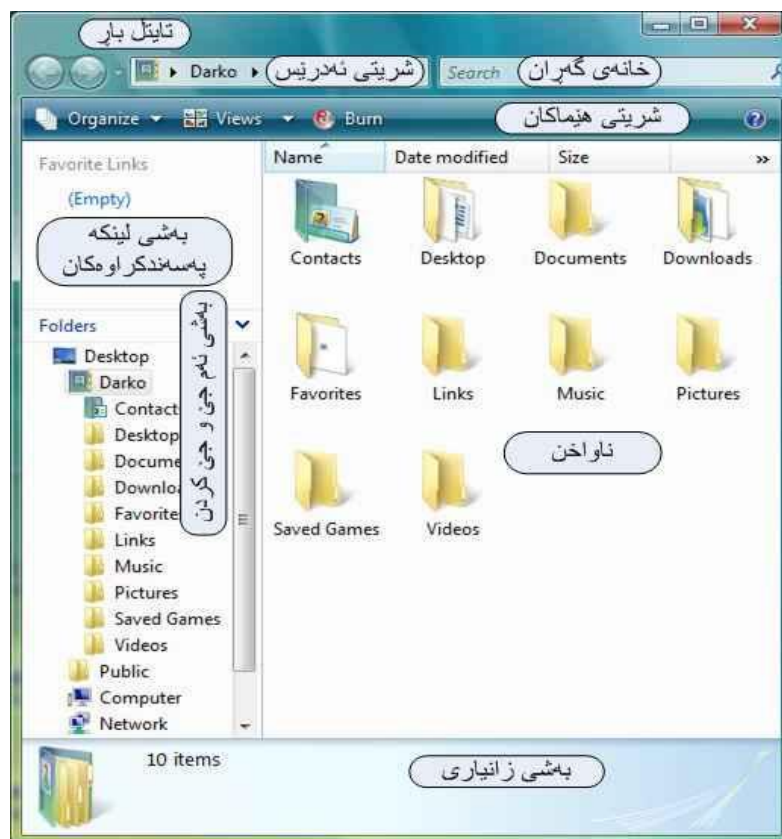 تایتڵ باڕ
Darko
شریتی ئەدرێس
Search
خانەی گەڕان
Organize
Views
Burn
شریتی هێماکان
Favorite Links
(Empty)
بەشی لینکە
پەسەندکراوەکان
Folders
بەشی ئەم جێ و جێ کردن
Desktop
Darko
Contact
Desktop
Docume
Downlo
Favorite
Links
Music
Pictures
Saved Games
Videos
Public
Computer
Network
Name Date modified Size »
Contacts Desktop Documents Downloads
Favorites Links Music Pictures
ناواخن
Saved Games Videos
10 items
بەشی زانیاری